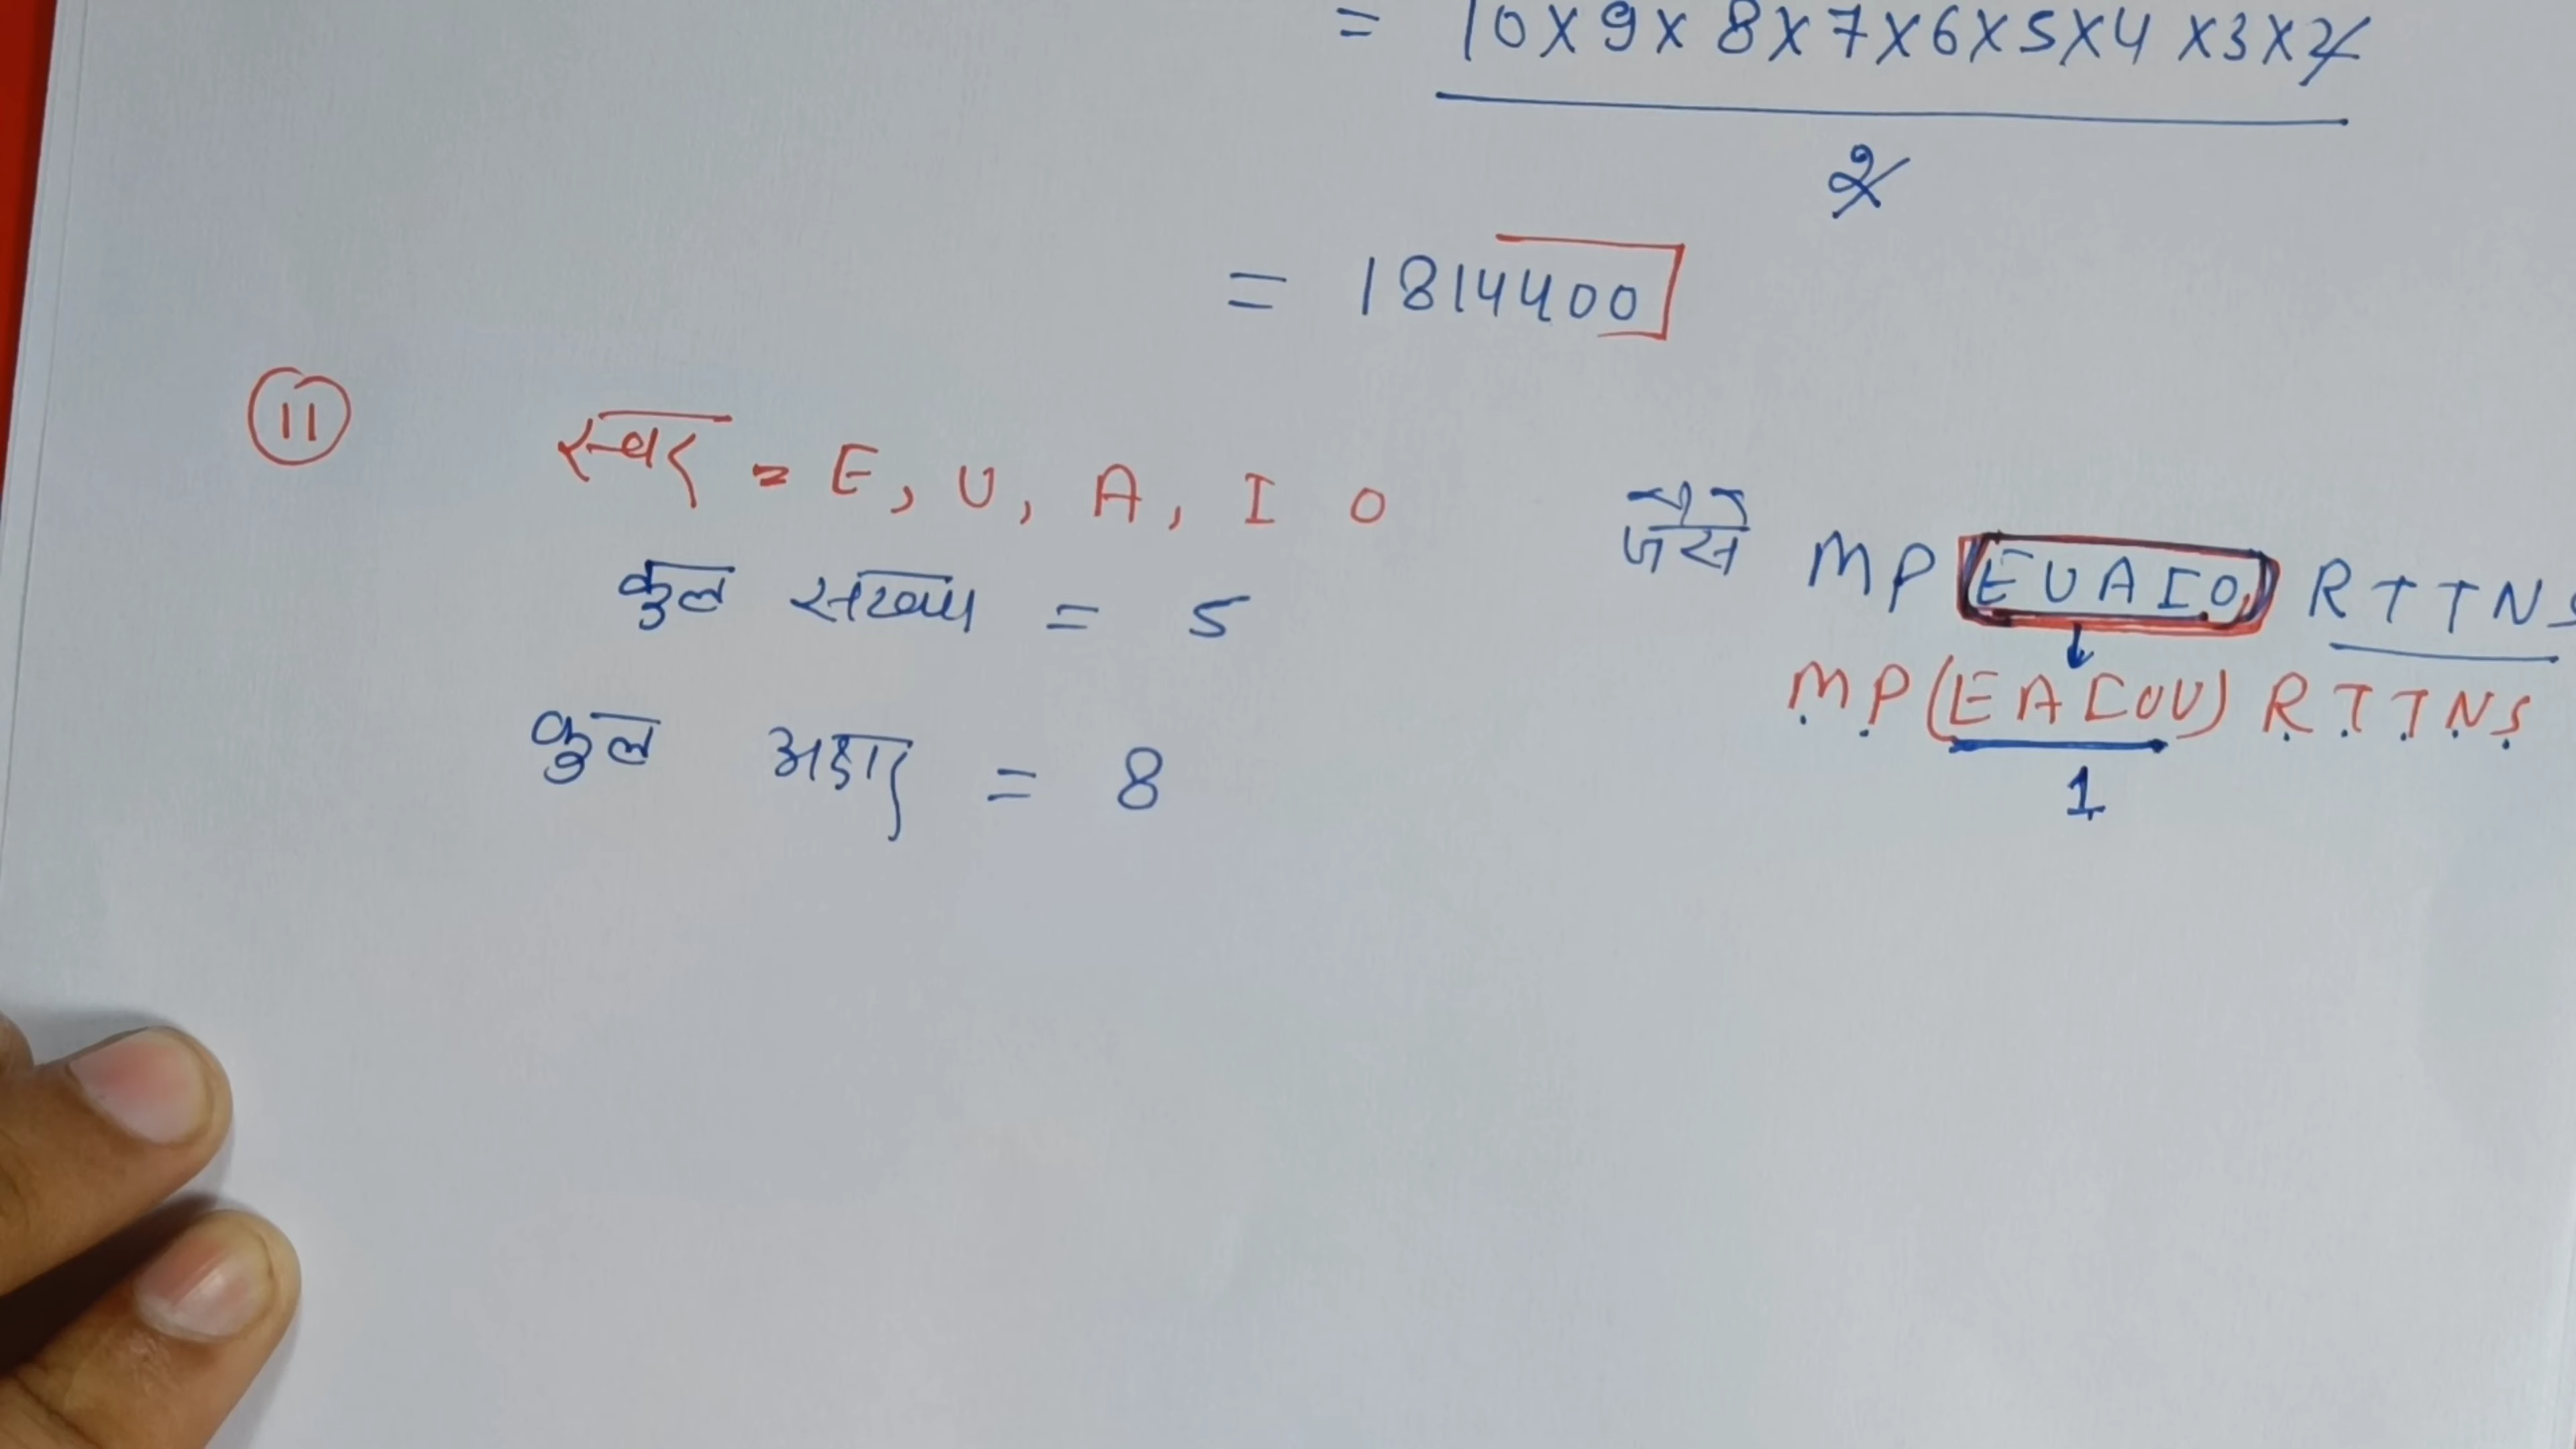 = 10 x 9 x 8 x 7 x 6 x 5 x 4 x 3 x 2
2
= 1814400
11
स्वर = E, U, A, I O
कुल संख्या = 5
कुल अक्षर = 8
जैसे MP (EUAIO) RTTNS
MP (EAIOU) RTTNS
1